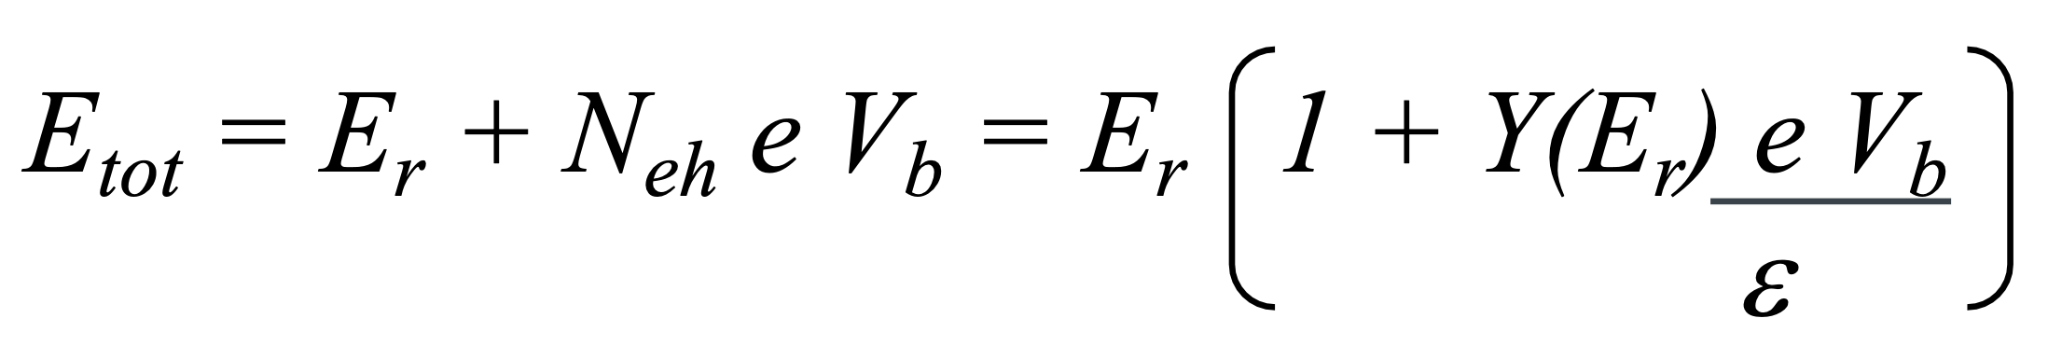 E_tot = E_r + N_eh e V_b = E_r ( 1 + Y(E_r) e V_b / ε )